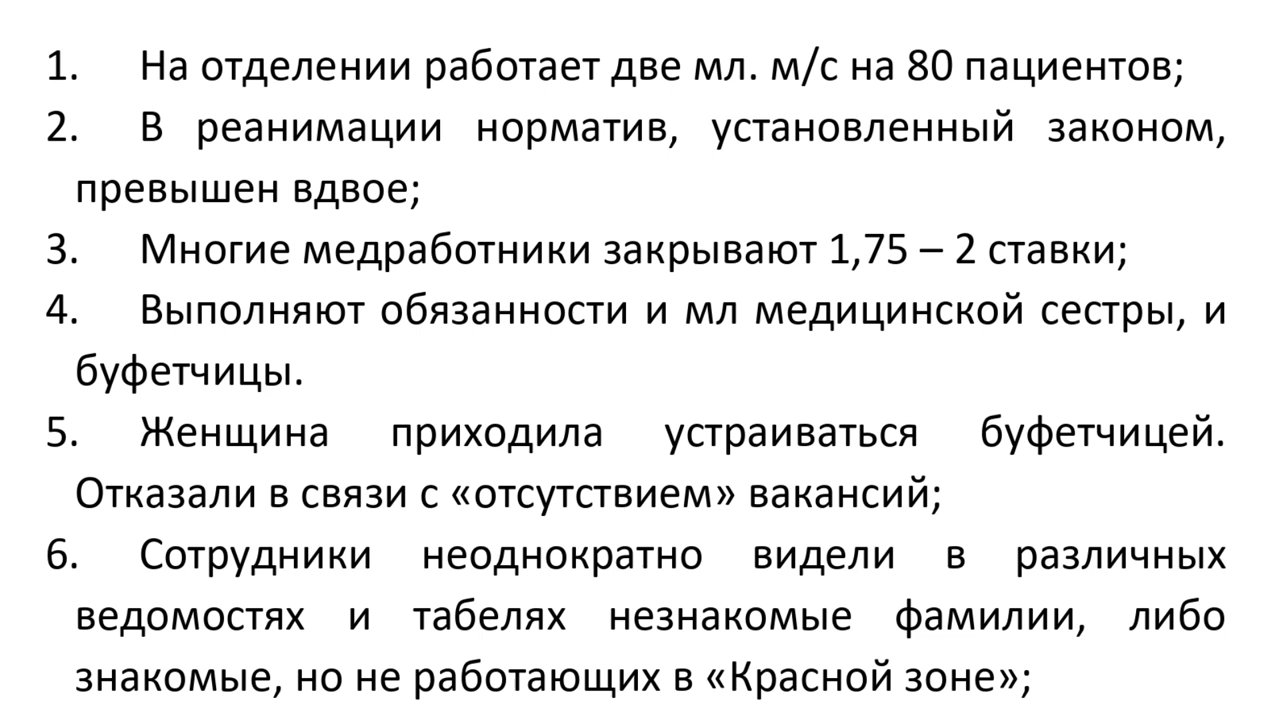 1. На отделении работает две мл. м/с на 80 пациентов;
2. В реанимации норматив, установленный законом,
превышен вдвое;
3. Многие медработники закрывают 1,75 – 2 ставки;
4. Выполняют обязанности и мл медицинской сестры, и
буфетчицы.
5. Женщина приходила устраиваться буфетчицей.
Отказали в связи с «отсутствием» вакансий;
6. Сотрудники неоднократно видели в различных
ведомостях и табелях незнакомые фамилии, либо
знакомые, но не работающих в «Красной зоне»;